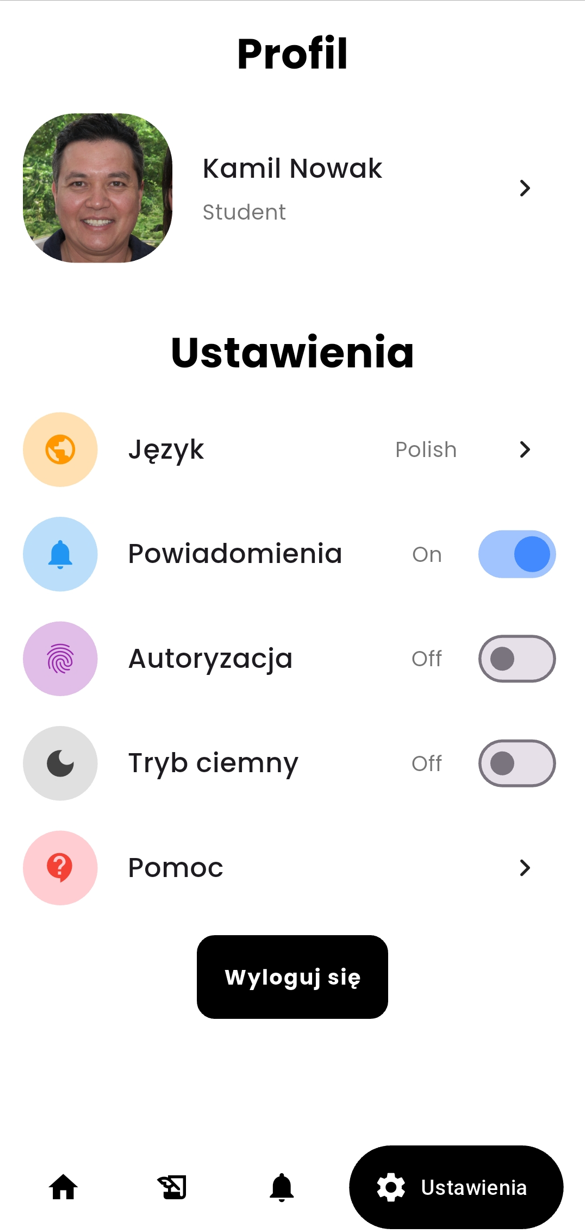 Profil
Kamil Nowak
Student
Ustawienia
Język Polish
Powiadomienia On
Autoryzacja Off
Tryb ciemny Off
Pomoc
Wyloguj się
Ustawienia